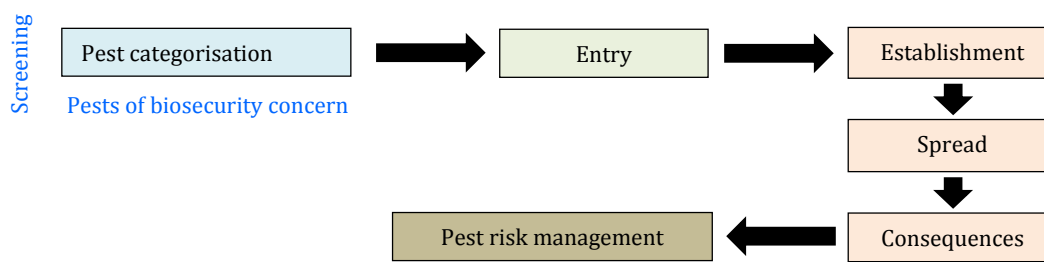 Screening
Pest categorisation
Entry
Establishment
Pests of biosecurity concern
Spread
Pest risk management
Consequences